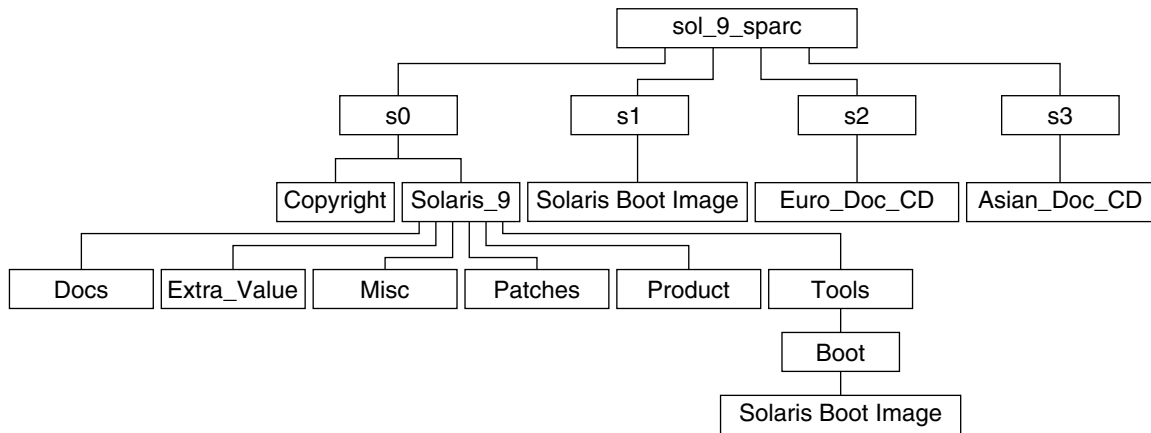 sol_9_sparc
s0
s1
s2
s3
Copyright
Solaris_9
Solaris Boot Image
Euro_Doc_CD
Asian_Doc_CD
Docs
Extra_Value
Misc
Patches
Product
Tools
Boot
Solaris Boot Image